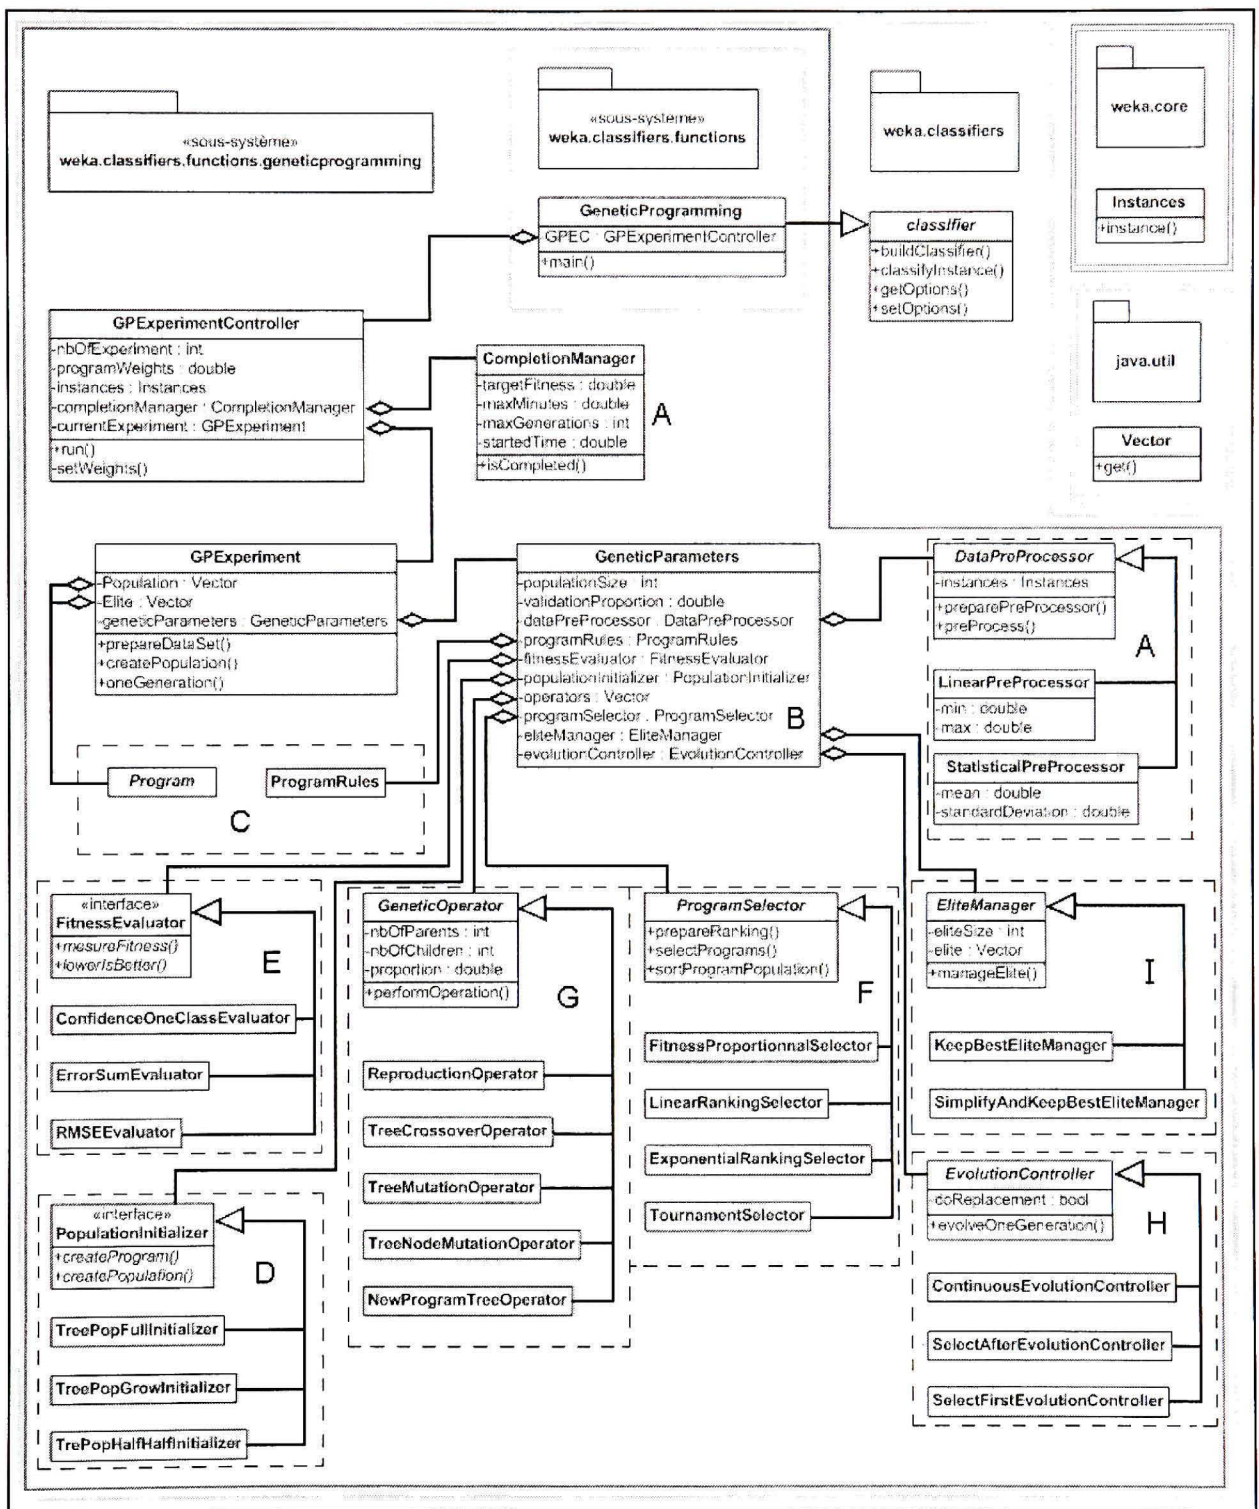 «sous-système»
weka.classifiers.functions.geneticprogramming
«sous-système»
weka.classifiers.functions
weka.classifiers
weka.core
GeneticProgramming
-GPEC : GPExperimentController
+main()
classifier
+buildClassifier()
+classifyInstance()
+getOptions()
+setOptions()
Instances
+instance()
java.util
Vector
+get()
GPExperimentController
-nbOfExperiment : int
-programWeights : double
-instances : Instances
-completionManager : CompletionManager
-currentExperiment : GPExperiment
+run()
-setWeights()
CompletionManager
-targetFitness : double
-maxMinutes : double
-maxGenerations : int
-startedTime : double
+isCompleted()
A
GPExperiment
-Population : Vector
-Elite : Vector
-geneticParameters : GeneticParameters
+prepareDataSet()
+createPopulation()
+oneGeneration()
GeneticParameters
-populationSize : int
-validationProportion : double
-dataPreProcessor : DataPreProcessor
-programRules : ProgramRules
-fitnessEvaluator : FitnessEvaluator
-populationInitializer : PopulationInitializer
-operators : Vector
-programSelector : ProgramSelector
-eliteManager : EliteManager
-evolutionController : EvolutionController
B
DataPreProcessor
-instances : Instances
+preparePreProcessor()
+preProcess()
A
LinearPreProcessor
-min : double
-max : double
StatisticalPreProcessor
-mean : double
-standardDeviation : double
Program
ProgramRules
C
«interface»
FitnessEvaluator
+mesureFitness()
+lowerIsBetter()
E
ConfidenceOneClassEvaluator
ErrorSumEvaluator
RMSEEvaluator
«interface»
PopulationInitializer
+createProgram()
+createPopulation()
D
TreePopFullInitializer
TreePopGrowInitializer
TrePopHalfHalfInitializer
GeneticOperator
-nbOfParents : int
-nbOfChildren : int
-proportion : double
+performOperation()
G
ReproductionOperator
TreeCrossoverOperator
TreeMutationOperator
TreeNodeMutationOperator
NewProgramTreeOperator
ProgramSelector
+prepareRanking()
+selectPrograms()
+sortProgramPopulation()
F
FitnessProportionnalSelector
LinearRankingSelector
ExponentialRankingSelector
TournamentSelector
EliteManager
-eliteSize : int
-elite : Vector
+manageElite()
I
KeepBestEliteManager
SimplifyAndKeepBestEliteManager
EvolutionController
-doReplacement : bool
+evolveOneGeneration()
H
ContinuousEvolutionController
SelectAfterEvolutionController
SelectFirstEvolutionController